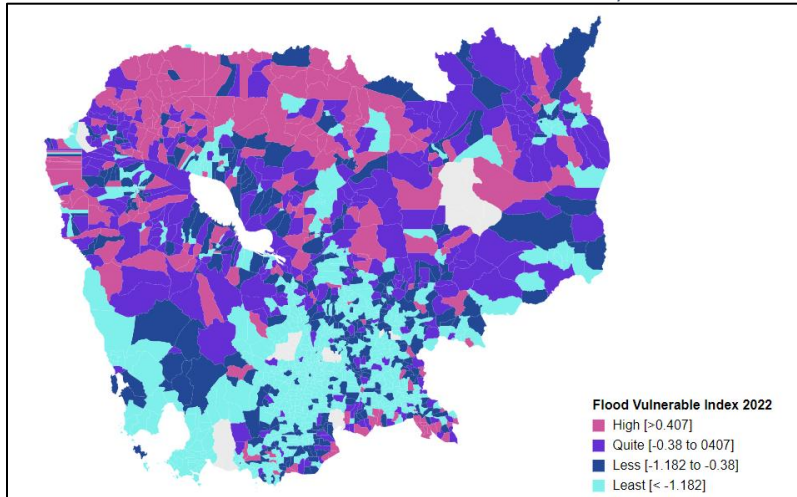 Flood Vulnerable Index 2022
High [>0.407]
Quite [-0.38 to 0407]
Less [-1.182 to -0.38]
Least [< -1.182]